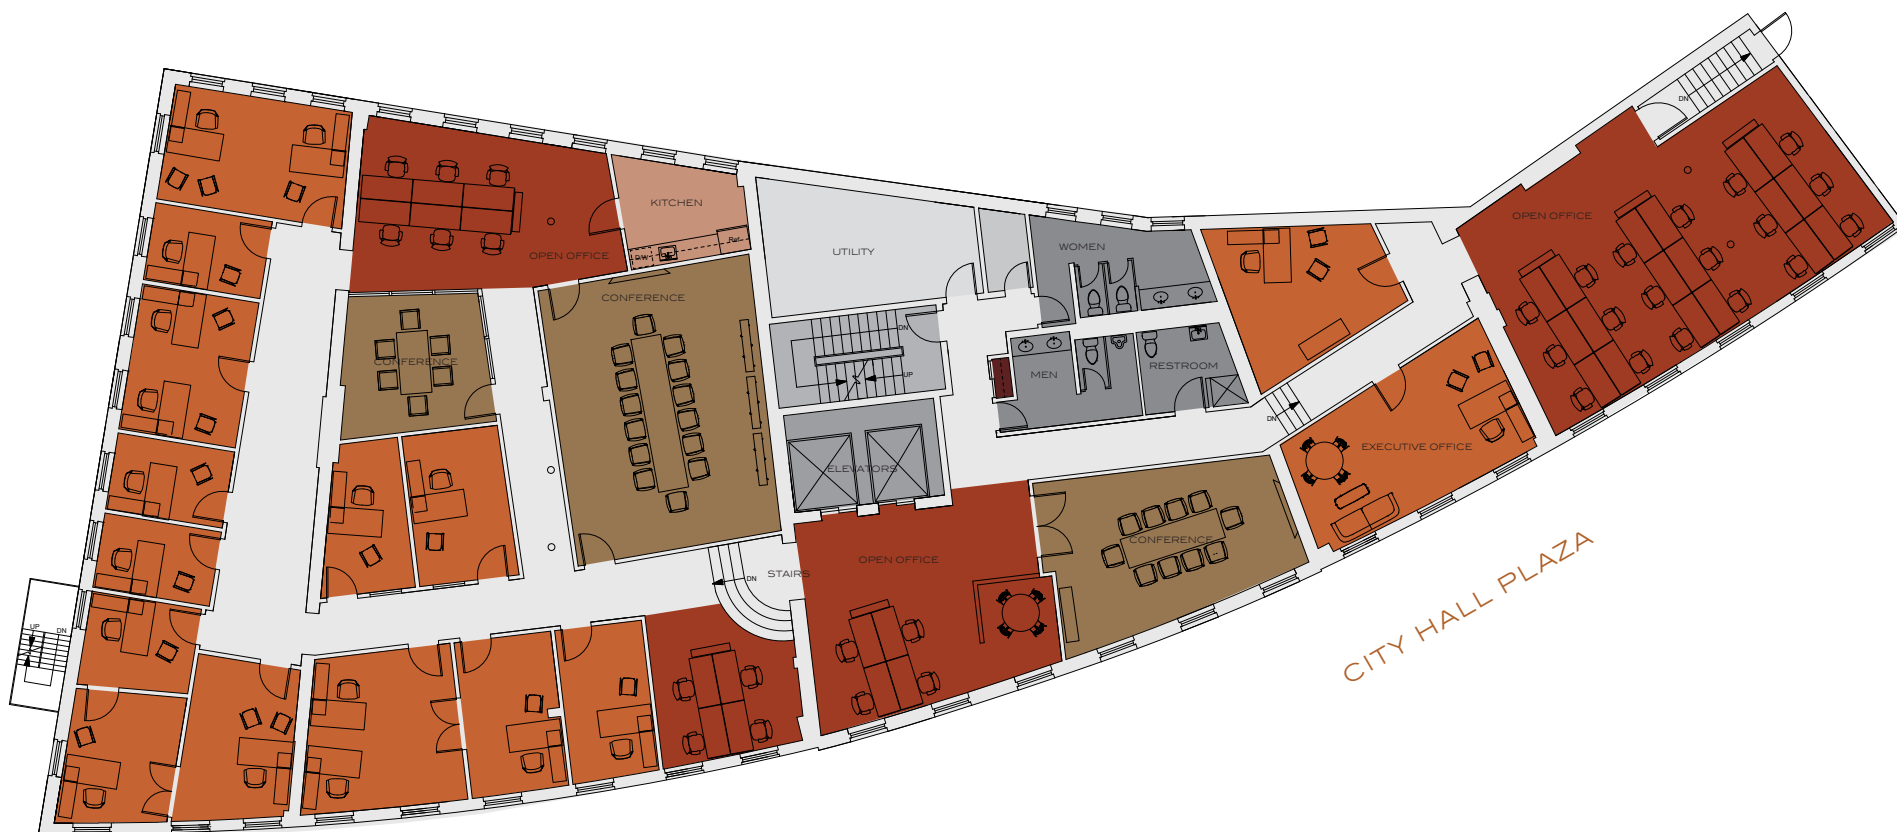 DN
OPEN OFFICE
KITCHEN
WOMEN
UTILITY
OPEN OFFICE
Ref.
DW
CONFERENCE
DN
CONFERENCE
RESTROOM
MEN
UP
DN
EXECUTIVE OFFICE
ELEVATORS
CONFERENCE
OPEN OFFICE
STAIRS
DN
CITY HALL PLAZA
UP
DN